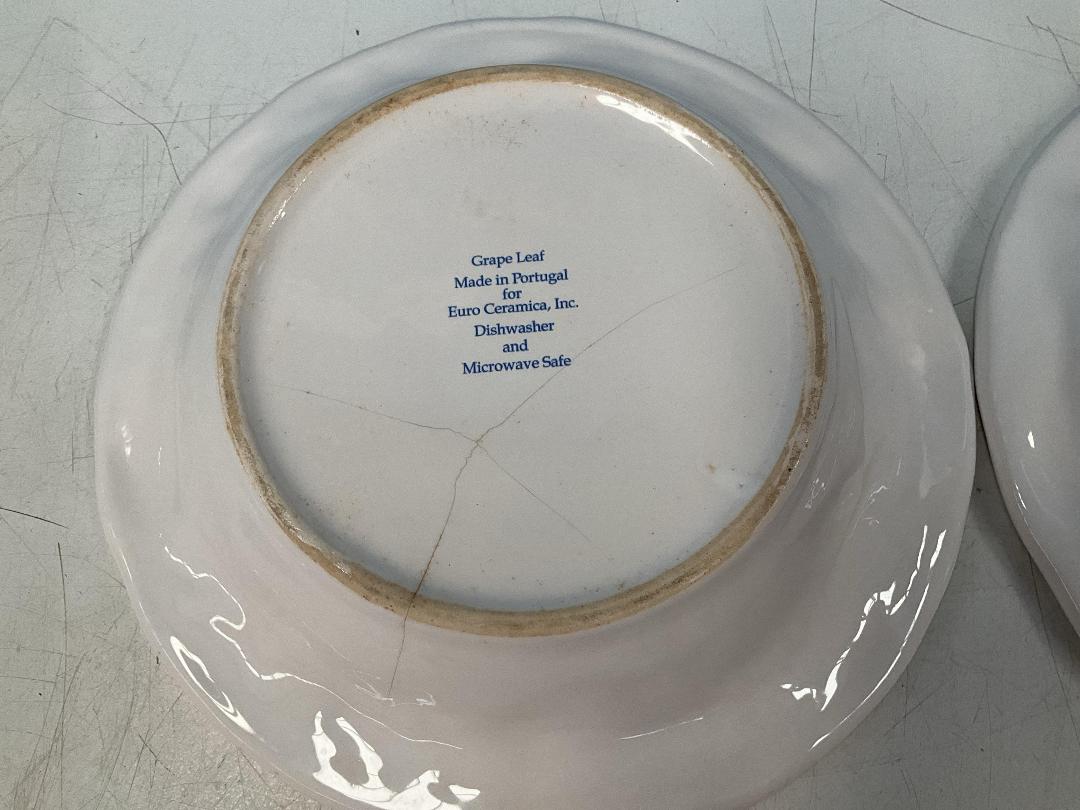 Grape Leaf
Made in Portugal
for
Euro Ceramica, Inc.
Dishwasher
and
Microwave Safe